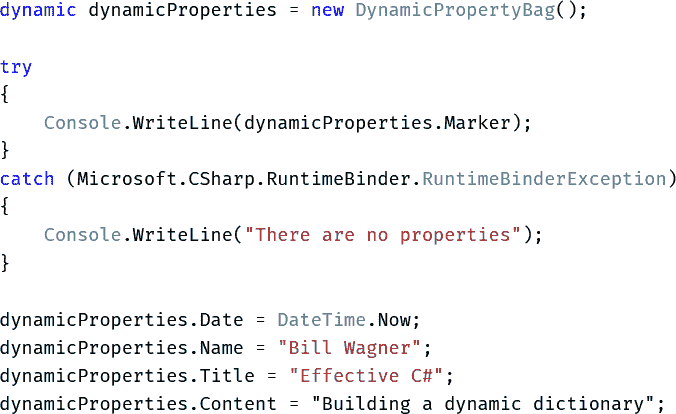 dynamic dynamicProperties = new DynamicPropertyBag();
try
{
    Console.WriteLine(dynamicProperties.Marker);
}
catch (Microsoft.CSharp.RuntimeBinder.RuntimeBinderException)
{
    Console.WriteLine("There are no properties");
}
dynamicProperties.Date = DateTime.Now;
dynamicProperties.Name = "Bill Wagner";
dynamicProperties.Title = "Effective C#";
dynamicProperties.Content = "Building a dynamic dictionary";